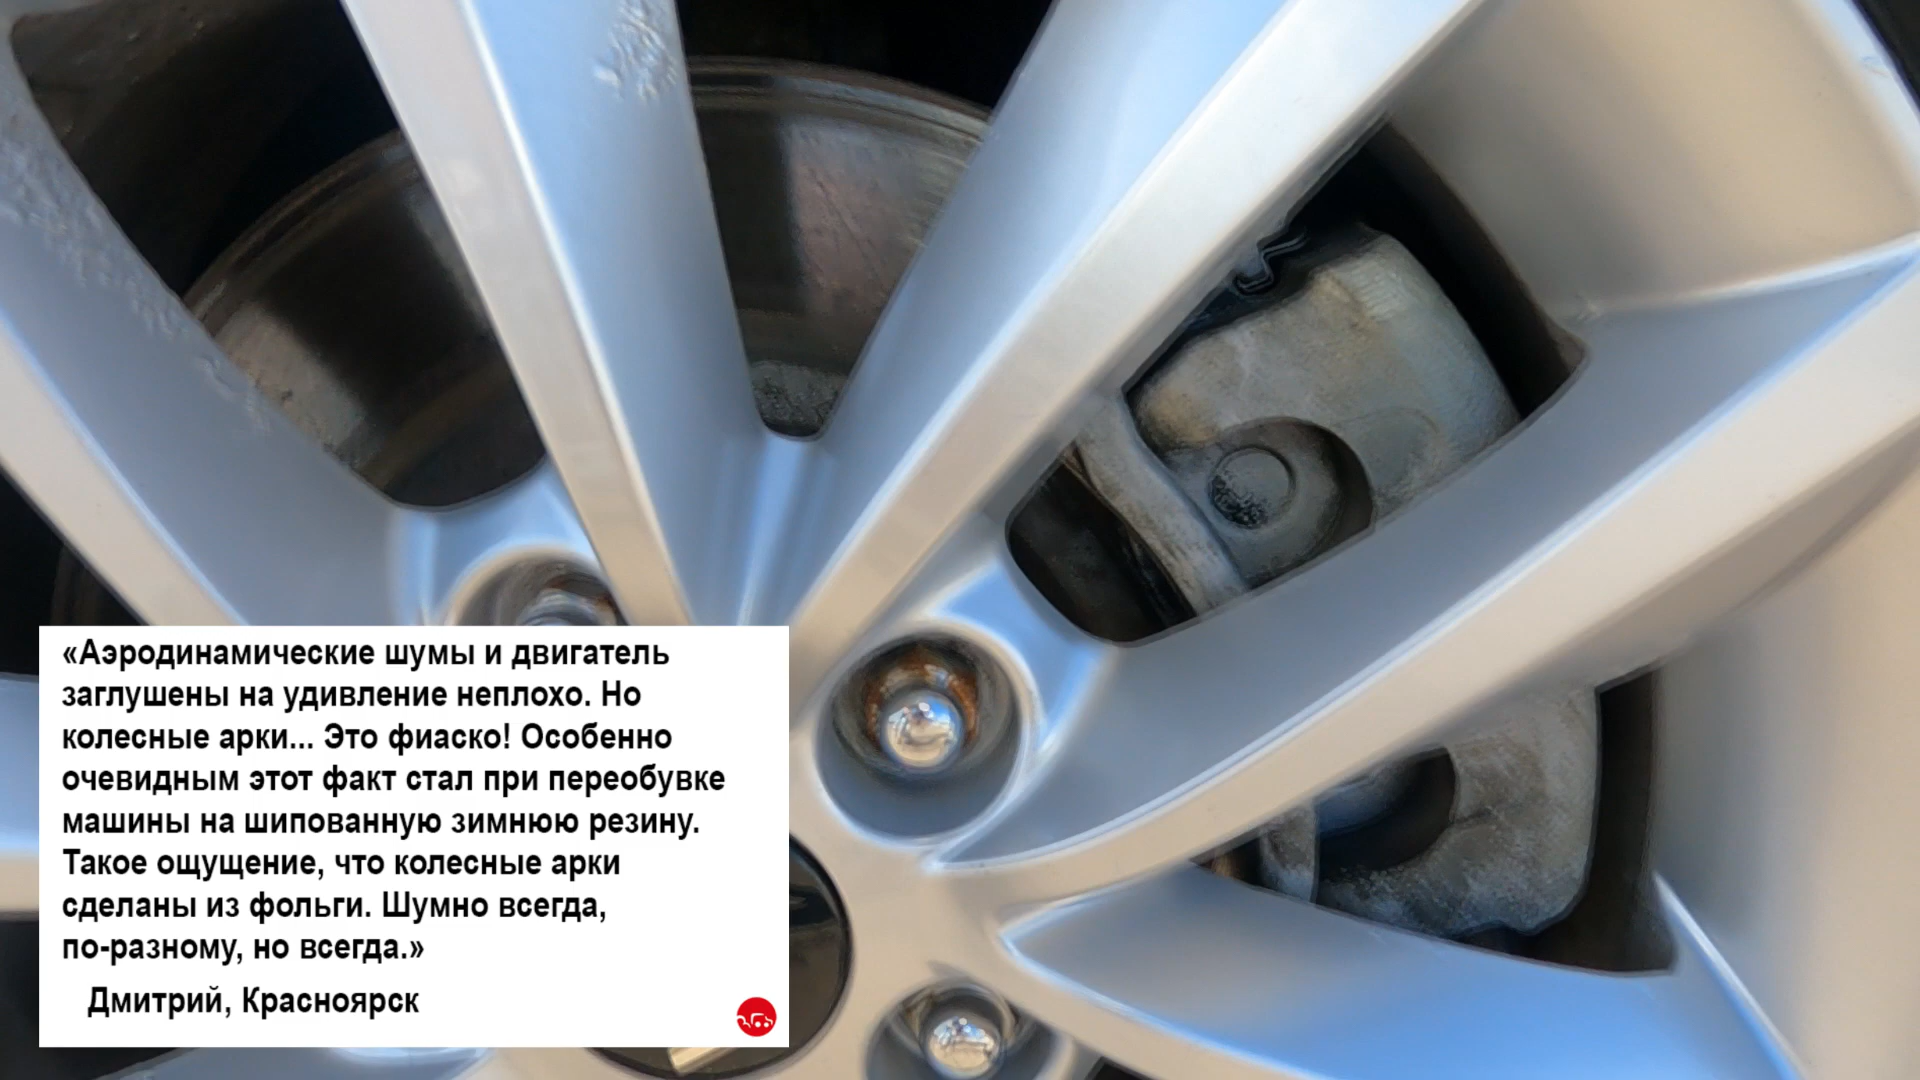 «Аэродинамические шумы и двигатель
заглушены на удивление неплохо. Но
колесные арки... Это фиаско! Особенно
очевидным этот факт стал при переобувке
машины на шипованную зимнюю резину.
Такое ощущение, что колесные арки
сделаны из фольги. Шумно всегда,
по-разному, но всегда.»
Дмитрий, Красноярск